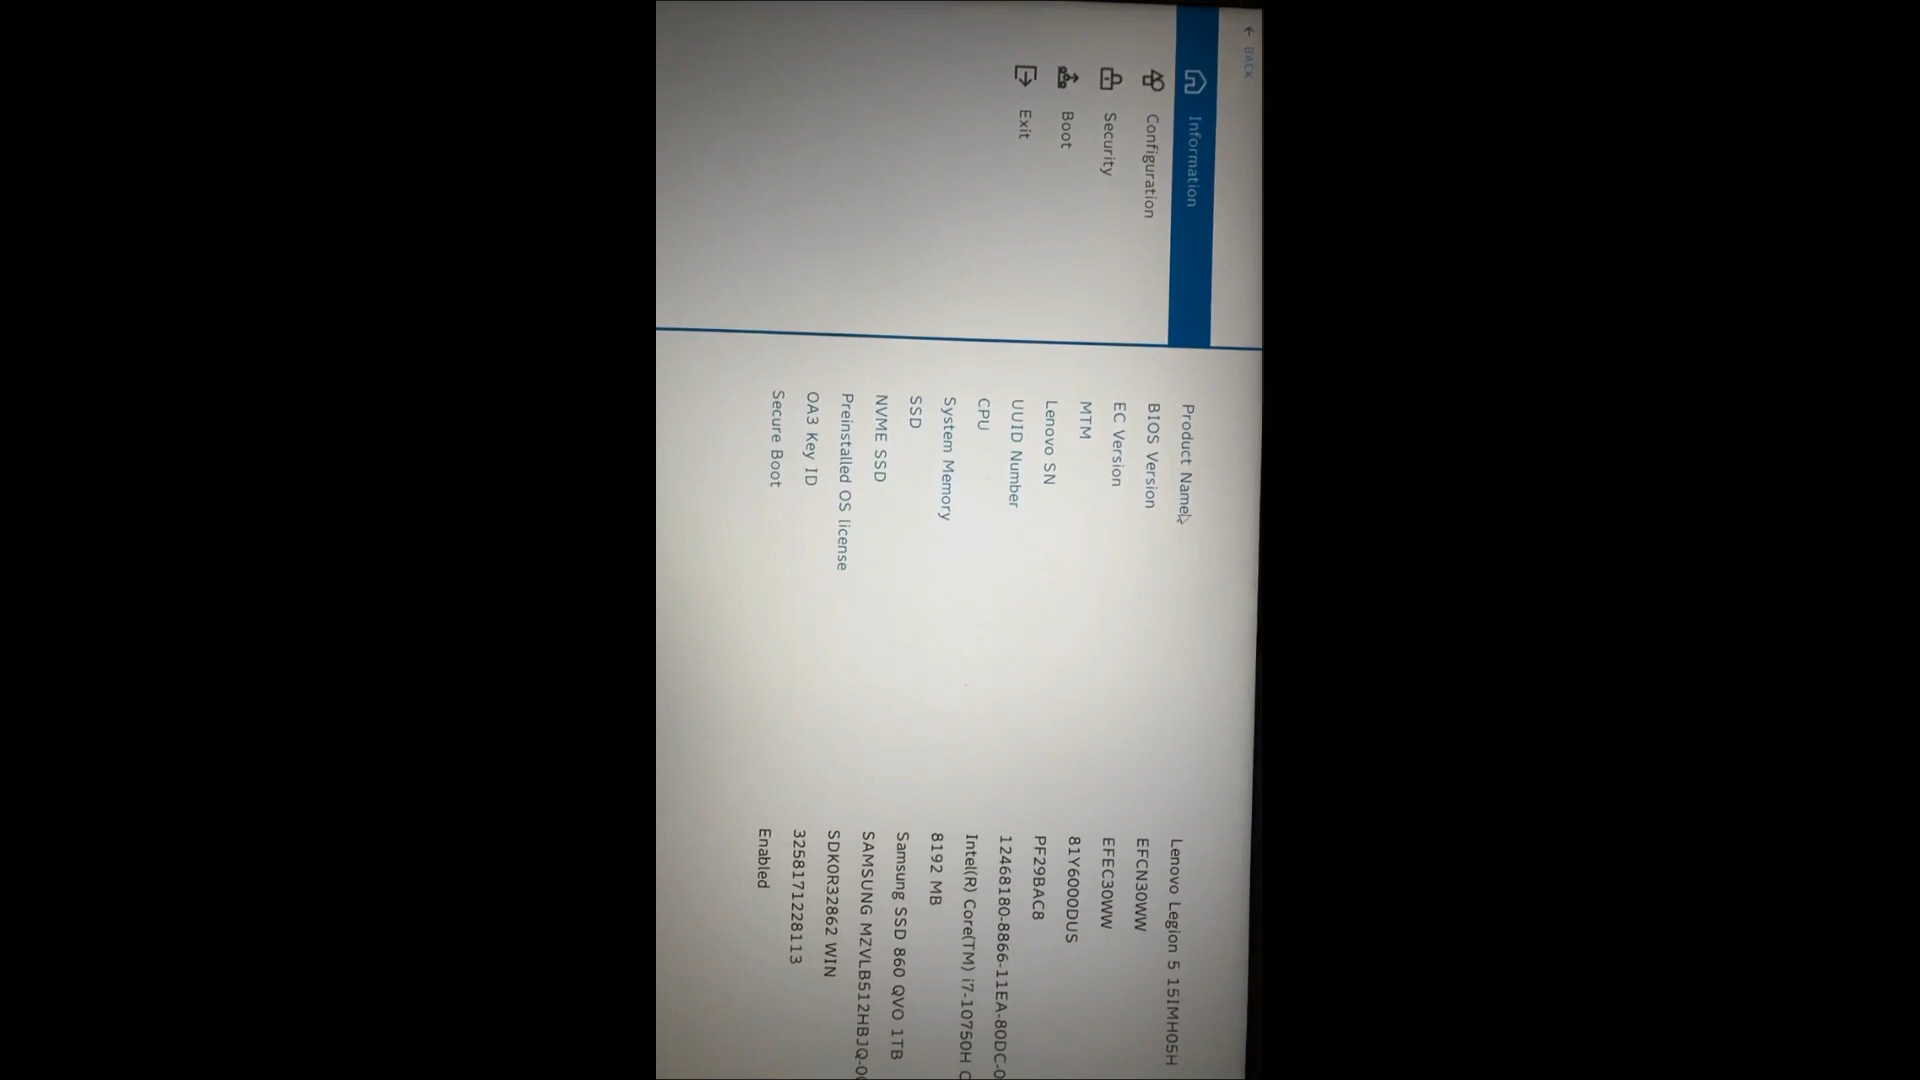 ← BACK
Information
Configuration
Security
Boot
Exit
Product Name Lenovo Legion 5 15IMH05H
BIOS Version EFCN30WW
EC Version EFEC30WW
MTM 81Y6000DUS
Lenovo SN PF29BAC8
UUID Number 12468180-8866-11EA-80DC-0
CPU Intel(R) Core(TM) i7-10750H C
System Memory 8192 MB
SSD Samsung SSD 860 QVO 1TB
NVME SSD SAMSUNG MZVLB512HBJQ-00
Preinstalled OS license SDK0R32862 WIN
OA3 Key ID 3258171228113
Secure Boot Enabled